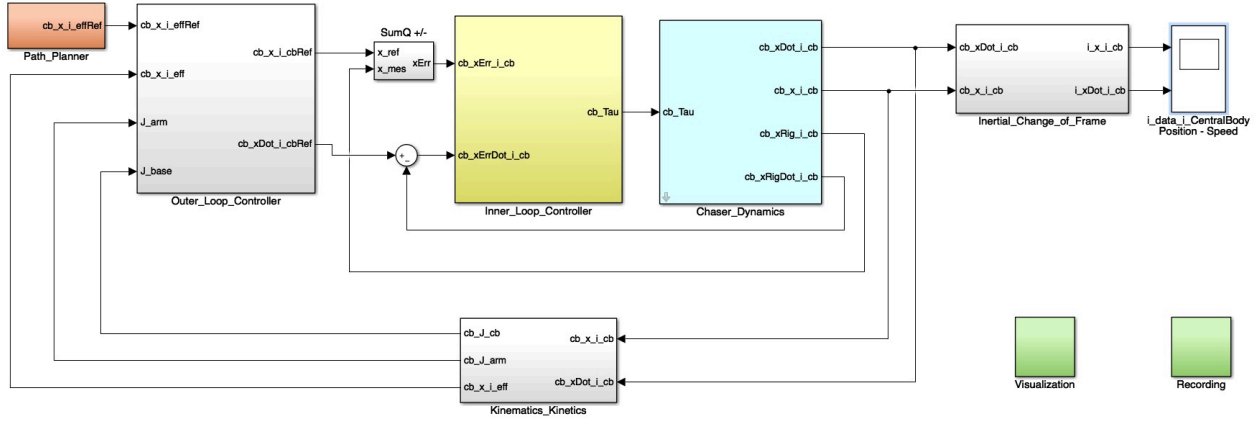 cb_x_i_effRef
Path_Planner
cb_x_i_effRef
cb_x_i_eff
J_arm
J_base
cb_x_i_cbRef
cb_xDot_i_cbRef
Outer_Loop_Controller
SumQ +/-
x_ref
x_mes
xErr
+
-
cb_xErr_i_cb
cb_xErrDot_i_cb
cb_Tau
Inner_Loop_Controller
cb_Tau
cb_xDot_i_cb
cb_x_i_cb
cb_xRig_i_cb
cb_xRigDot_i_cb
Chaser_Dynamics
cb_xDot_i_cb
cb_x_i_cb
i_x_i_cb
i_xDot_i_cb
Inertial_Change_of_Frame
i_data_i_CentralBody
Position - Speed
cb_J_cb
cb_J_arm
cb_x_i_eff
cb_x_i_cb
cb_xDot_i_cb
Kinematics_Kinetics
Visualization
Recording